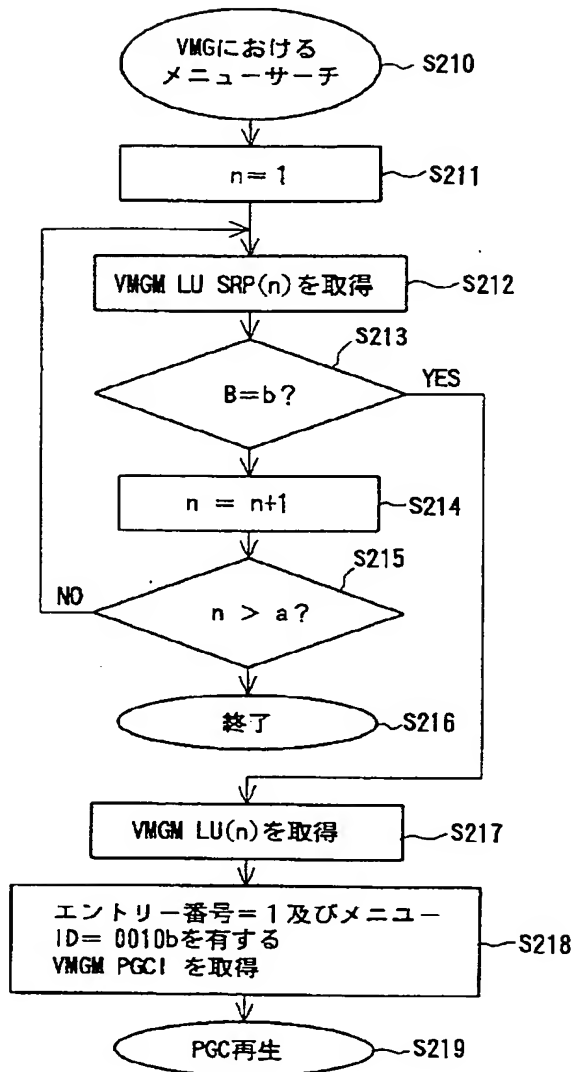 VMGにおける
メニューサーチ
S210
n=1
S211
VMGM LU SRP(n)を取得
S212
S213
B=b?
YES
n = n+1
S214
S215
NO
n > a?
終了
S216
VMGM LU(n)を取得
S217
エントリー番号=1及びメニュー
ID=0010bを有する
VMGM PGCI を取得
S218
PGC再生
S219